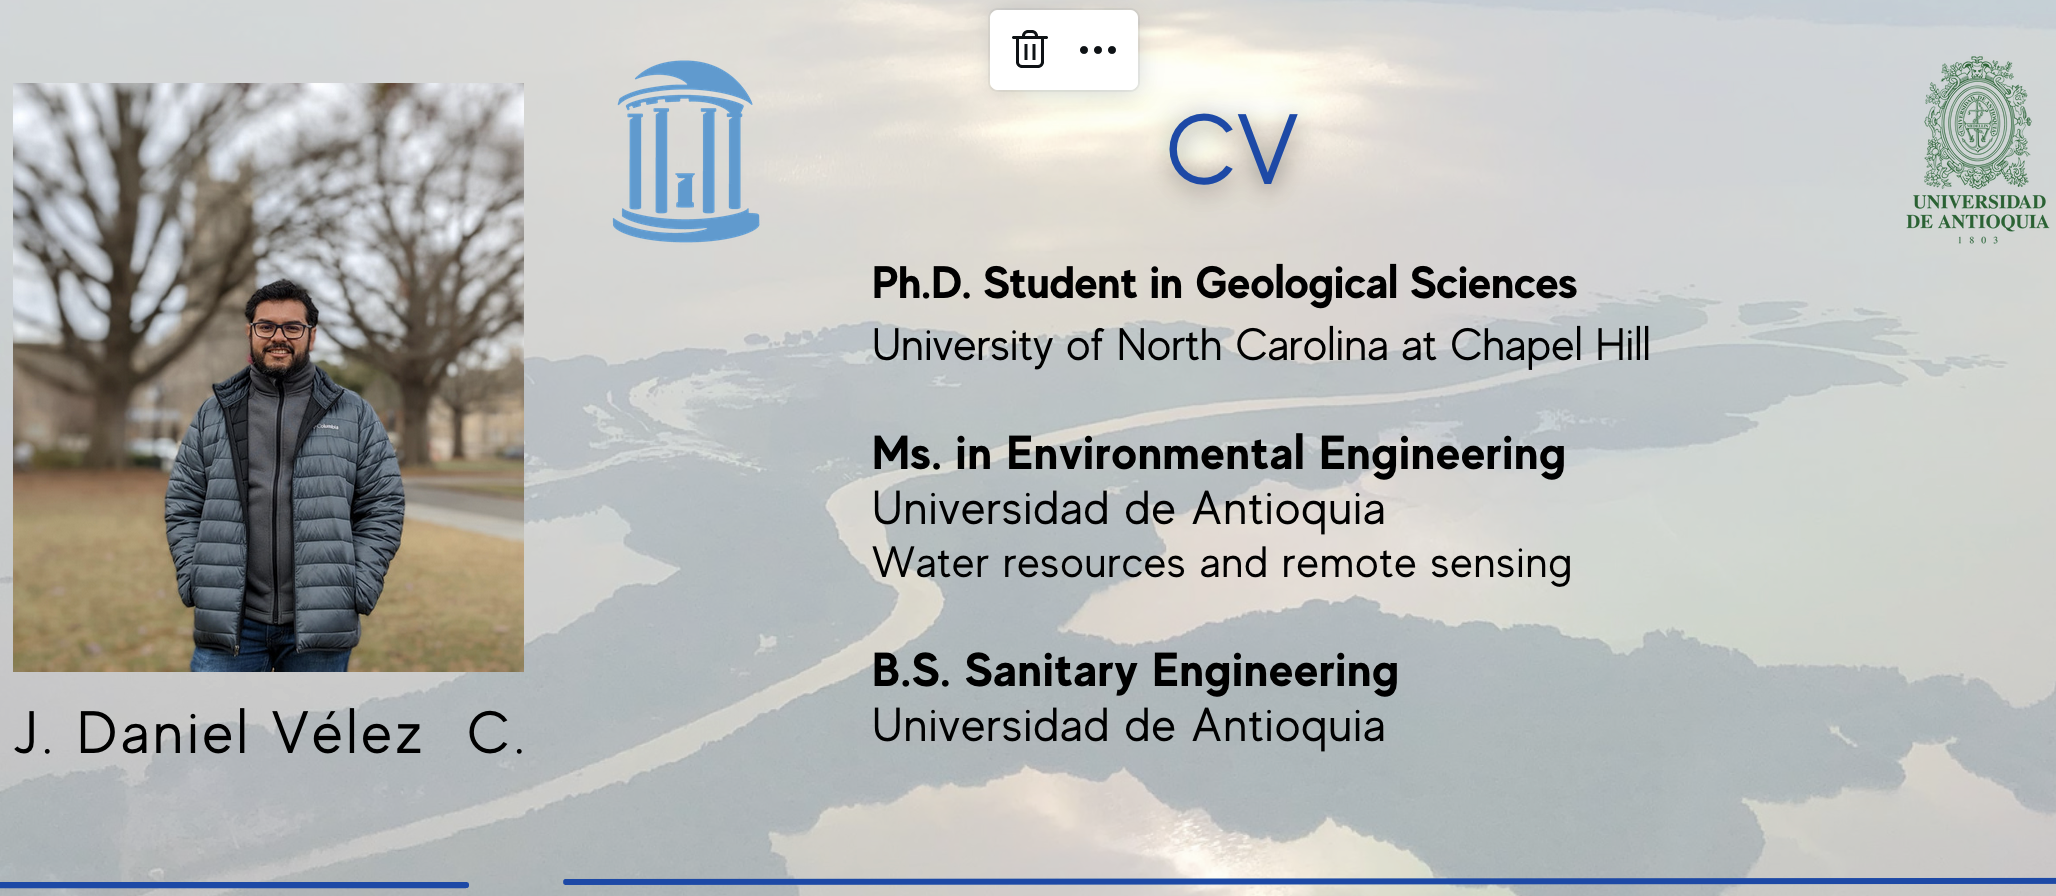 CV
UNIVERSIDAD
DE ANTIOQUIA
1803
Ph.D. Student in Geological Sciences
University of North Carolina at Chapel Hill
Ms. in Environmental Engineering
Universidad de Antioquia
Water resources and remote sensing
B.S. Sanitary Engineering
Universidad de Antioquia
Columbia
J. Daniel Vélez C.